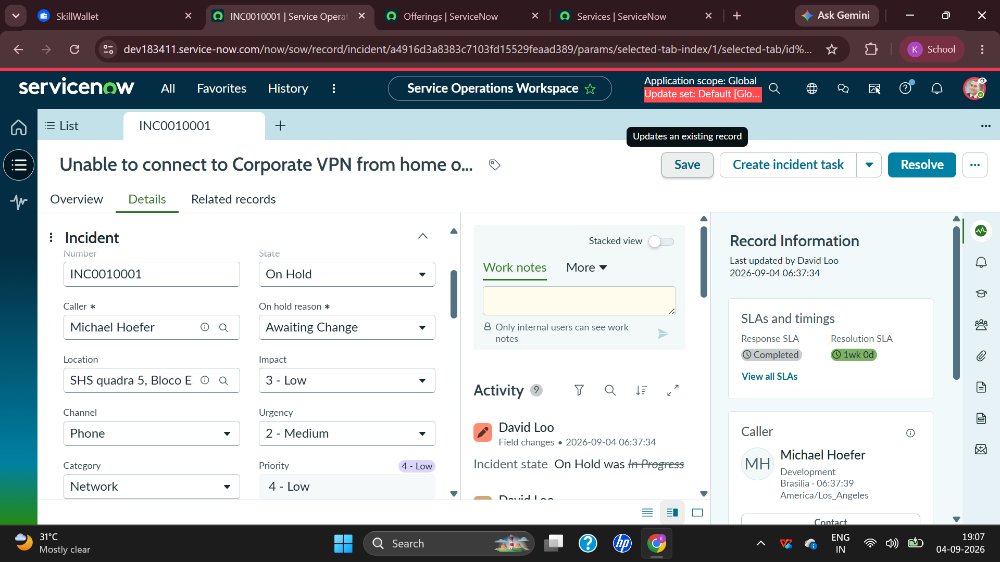 SkillWallet
INC0010001 | Service Operat
Offerings | ServiceNow
Services | ServiceNow
Ask Gemini
dev183411.service-now.com/now/sow/record/incident/a4916d3a8383c7103fd15529feaad389/params/selected-tab-index/1/selected-tab/id%...
K School
servicenow
All
Favorites
History
Service Operations Workspace
Application scope: Global
Update set: Default [Glo...
List
INC0010001
Updates an existing record
Unable to connect to Corporate VPN from home o...
Save
Create incident task
Resolve
Overview
Details
Related records
Incident
Number
INC0010001
State
On Hold
Caller *
Michael Hoefer
On hold reason *
Awaiting Change
Location
SHS quadra 5, Bloco E
Impact
3 - Low
Channel
Phone
Urgency
2 - Medium
Category
Network
Priority
4 - Low
4 - Low
Stacked view
Work notes
More
Only internal users can see work
notes
Activity 9
David Loo
Field changes • 2026-09-04 06:37:34
Incident state On Hold was In Progress
David Loo
Record Information
Last updated by David Loo
2026-09-04 06:37:34
SLAs and timings
Response SLA
Completed
Resolution SLA
1wk 0d
View all SLAs
Caller
MH
Michael Hoefer
Development
Brasilia · 06:37:39
America/Los_Angeles
Contact
31°C
Mostly clear
Search
hp
K
ENG
IN
19:07
04-09-2026